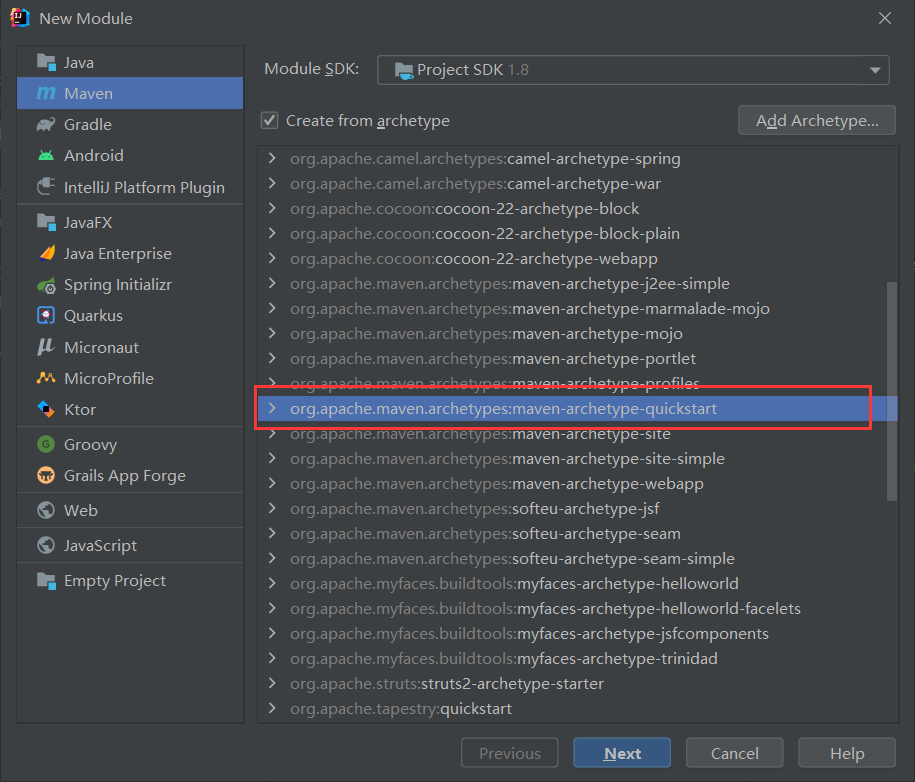 New Module
Java
Maven
Gradle
Android
IntelliJ Platform Plugin
JavaFX
Java Enterprise
Spring Initializr
Quarkus
Micronaut
MicroProfile
Ktor
Groovy
Grails App Forge
Web
JavaScript
Empty Project
Module SDK: Project SDK 1.8
Create from archetype Add Archetype...
org.apache.camel.archetypes:camel-archetype-spring
org.apache.camel.archetypes:camel-archetype-war
org.apache.cocoon:cocoon-22-archetype-block
org.apache.cocoon:cocoon-22-archetype-block-plain
org.apache.cocoon:cocoon-22-archetype-webapp
org.apache.maven.archetypes:maven-archetype-j2ee-simple
org.apache.maven.archetypes:maven-archetype-marmalade-mojo
org.apache.maven.archetypes:maven-archetype-mojo
org.apache.maven.archetypes:maven-archetype-portlet
org.apache.maven.archetypes:maven-archetype-profiles
org.apache.maven.archetypes:maven-archetype-quickstart
org.apache.maven.archetypes:maven-archetype-site
org.apache.maven.archetypes:maven-archetype-site-simple
org.apache.maven.archetypes:maven-archetype-webapp
org.apache.maven.archetypes:softeu-archetype-jsf
org.apache.maven.archetypes:softeu-archetype-seam
org.apache.maven.archetypes:softeu-archetype-seam-simple
org.apache.myfaces.buildtools:myfaces-archetype-helloworld
org.apache.myfaces.buildtools:myfaces-archetype-helloworld-facelets
org.apache.myfaces.buildtools:myfaces-archetype-jsfcomponents
org.apache.myfaces.buildtools:myfaces-archetype-trinidad
org.apache.struts:struts2-archetype-starter
org.apache.tapestry:quickstart
Previous Next Cancel Help